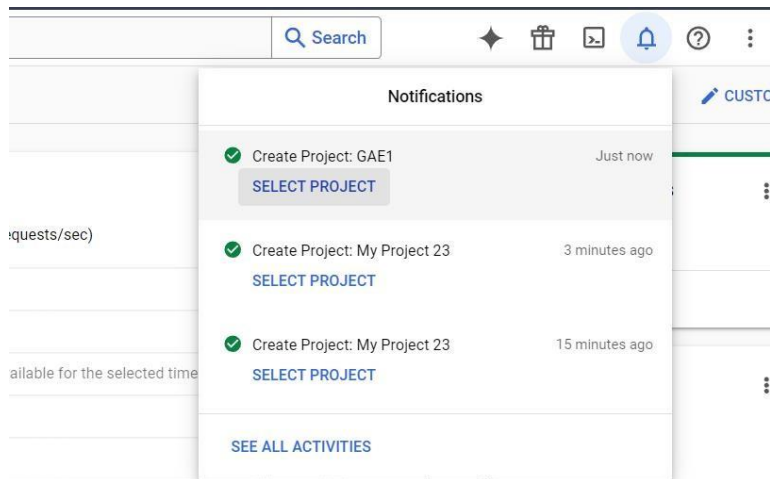 Search
Notifications
CUSTO
Create Project: GAE1 Just now
SELECT PROJECT
s
equests/sec)
Create Project: My Project 23 3 minutes ago
SELECT PROJECT
Create Project: My Project 23 15 minutes ago
ailable for the selected time
SELECT PROJECT
SEE ALL ACTIVITIES